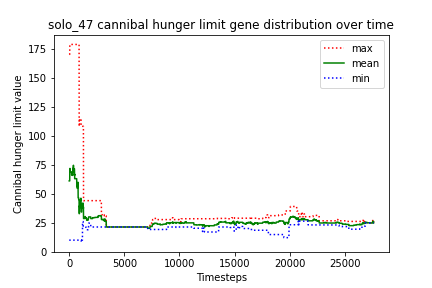 solo_47 cannibal hunger limit gene distribution over time
Cannibal hunger limit value
175
150
125
100
75
50
25
0
max
mean
min
0
5000
10000
15000
20000
25000
Timesteps